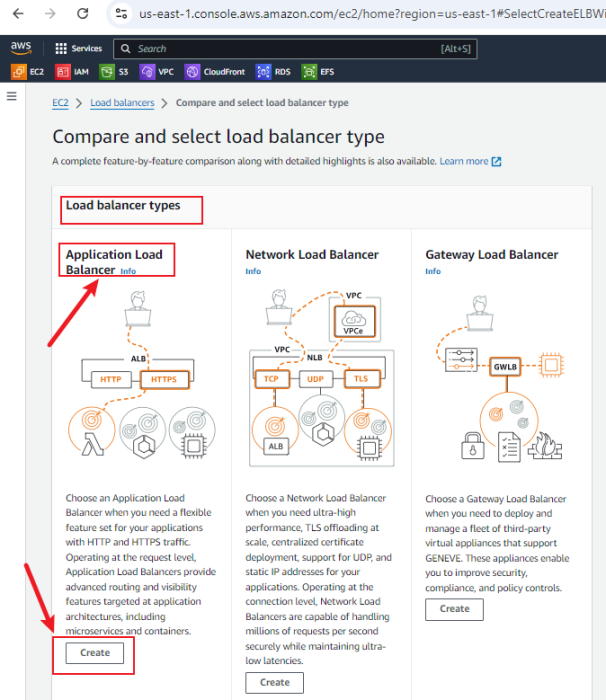 us-east-1.console.aws.amazon.com/ec2/home?region=us-east-1#SelectCreateELBWi
aws
Services
Search
[Alt+S]
EC2
IAM
S3
VPC
CloudFront
RDS
EFS
EC2 > Load balancers > Compare and select load balancer type
Compare and select load balancer type
A complete feature-by-feature comparison along with detailed highlights is also available. Learn more
Load balancer types
Application Load
Balancer Info
ALB
HTTP
HTTPS
Choose an Application Load
Balancer when you need a flexible
feature set for your applications
with HTTP and HTTPS traffic.
Operating at the request level,
Application Load Balancers provide
advanced routing and visibility
features targeted at application
architectures, including
microservices and containers.
Create
Network Load Balancer
Info
VPC
VPCe
VPC
NLB
TCP
UDP
TLS
ALB
Choose a Network Load Balancer
when you need ultra-high
performance, TLS offloading at
scale, centralized certificate
deployment, support for UDP, and
static IP addresses for your
applications. Operating at the
connection level, Network Load
Balancers are capable of handling
millions of requests per second
securely while maintaining ultra-
low latencies.
Create
Gateway Load Balancer
Info
GWLB
Choose a Gateway Load Balancer
when you need to deploy and
manage a fleet of third-party
virtual appliances that support
GENEVE. These appliances enable
you to improve security,
compliance, and policy controls.
Create